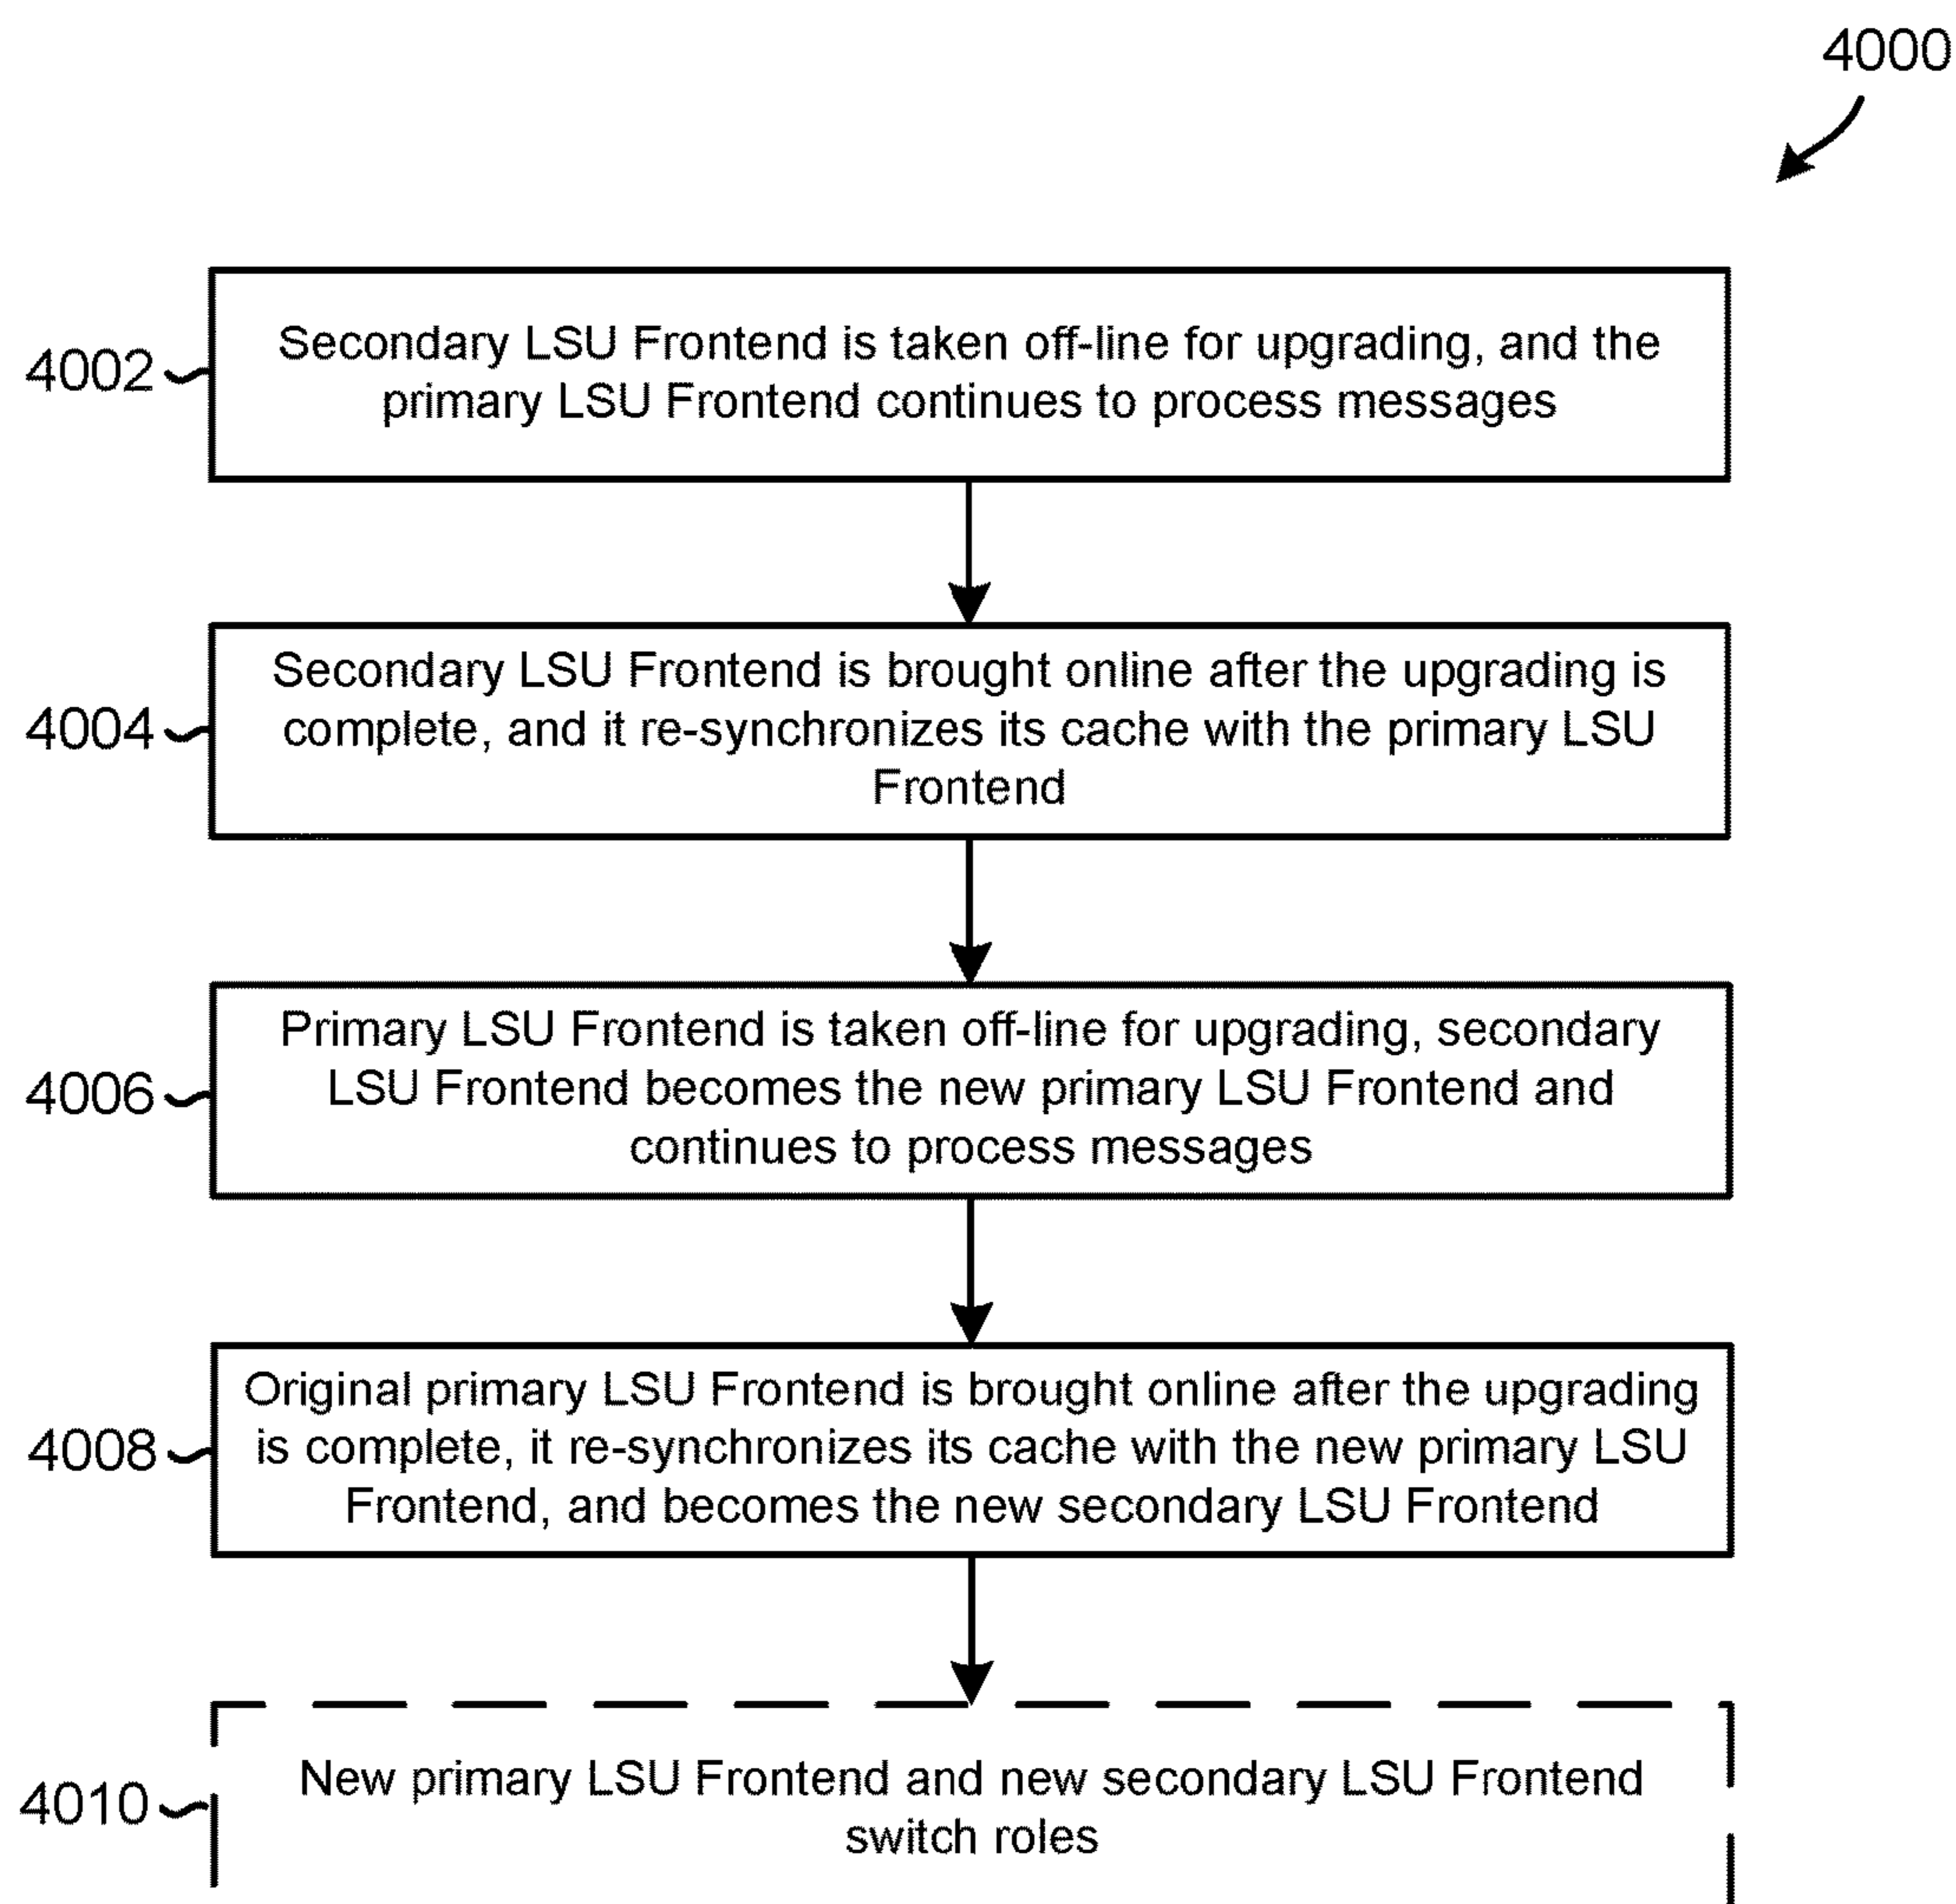 4000
4002
Secondary LSU Frontend is taken off-line for upgrading, and the
primary LSU Frontend continues to process messages
4004
Secondary LSU Frontend is brought online after the upgrading is
complete, and it re-synchronizes its cache with the primary LSU
Frontend
4006
Primary LSU Frontend is taken off-line for upgrading, secondary
LSU Frontend becomes the new primary LSU Frontend and
continues to process messages
4008
Original primary LSU Frontend is brought online after the upgrading
is complete, it re-synchronizes its cache with the new primary LSU
Frontend, and becomes the new secondary LSU Frontend
4010
New primary LSU Frontend and new secondary LSU Frontend
switch roles